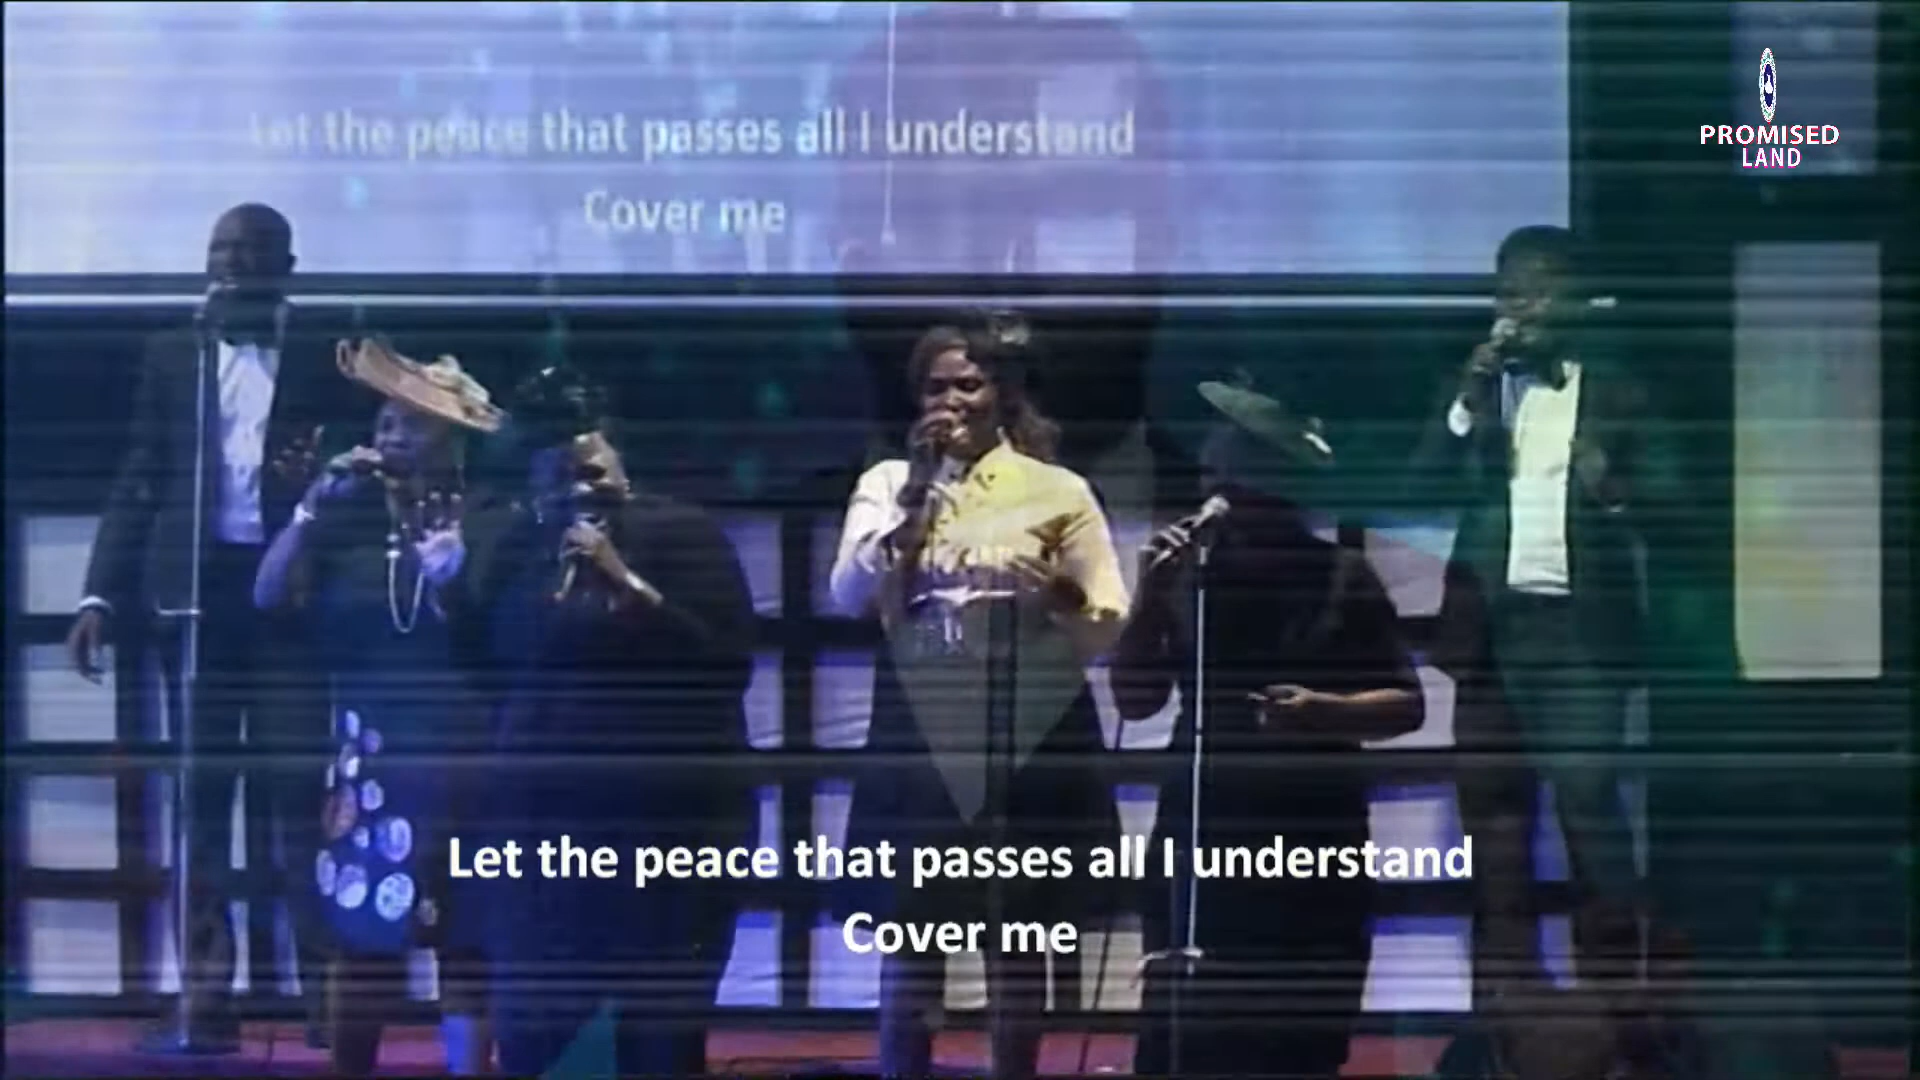 Let the peace that passes all I understand
Cover me
PROMISED
LAND
Let the peace that passes all I understand
Cover me